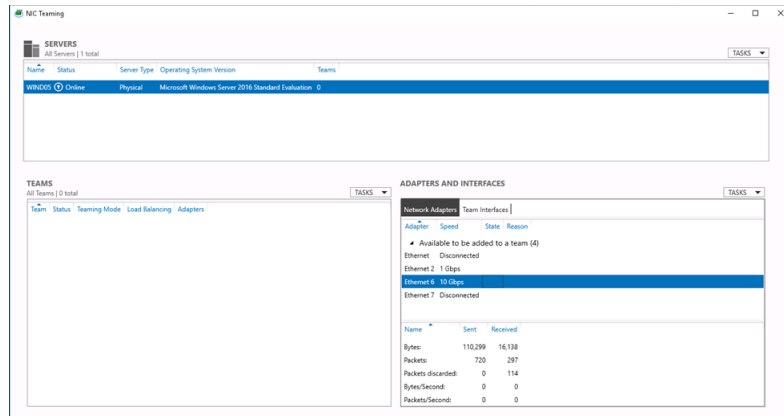 NIC Teaming
SERVERS
All Servers | 1 total
TASKS
Name Status Server Type Operating System Version Teams
WIND05 Online Physical Microsoft Windows Server 2016 Standard Evaluation 0
TEAMS
All Teams | 0 total
TASKS
Team Status Teaming Mode Load Balancing Adapters
ADAPTERS AND INTERFACES
TASKS
Network Adapters Team Interfaces
Adapter Speed State Reason
Available to be added to a team (4)
Ethernet Disconnected
Ethernet 2 1 Gbps
Ethernet 6 10 Gbps
Ethernet 7 Disconnected
Name Sent Received
Bytes: 110,299 16,138
Packets: 720 297
Packets discarded: 0 114
Bytes/Second: 0 0
Packets/Second: 0 0